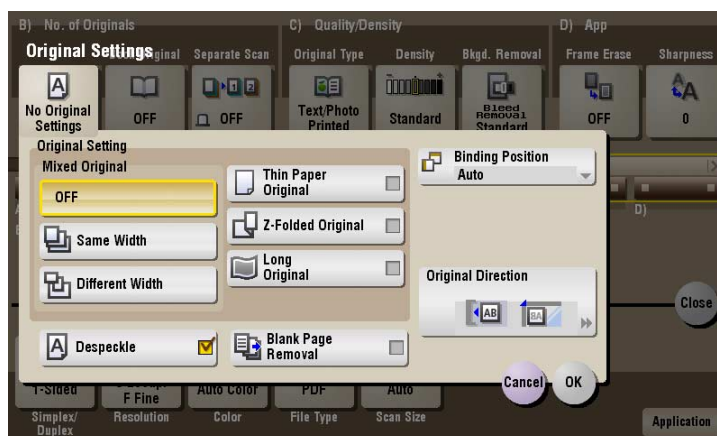 B) No. of Originals
C) Quality/Density
D) App
Original Settings
Original
Separate Scan
Original Type
Density
Bkgd. Removal
Frame Erase
Sharpness
No Original
Settings
OFF
OFF
Text/Photo
Printed
Standard
Bleed
Removal
Standard
OFF
0
Original Setting
Mixed Original
OFF
Same Width
Different Width
Thin Paper
Original
Z-Folded Original
Long
Original
Binding Position
Auto
D)
Original Direction
AB
Close
Despeckle
Blank Page
Removal
Cancel
OK
1-Sided
F Fine
Auto Color
PDF
Auto
Simplex/
Duplex
Resolution
Color
File Type
Scan Size
Application